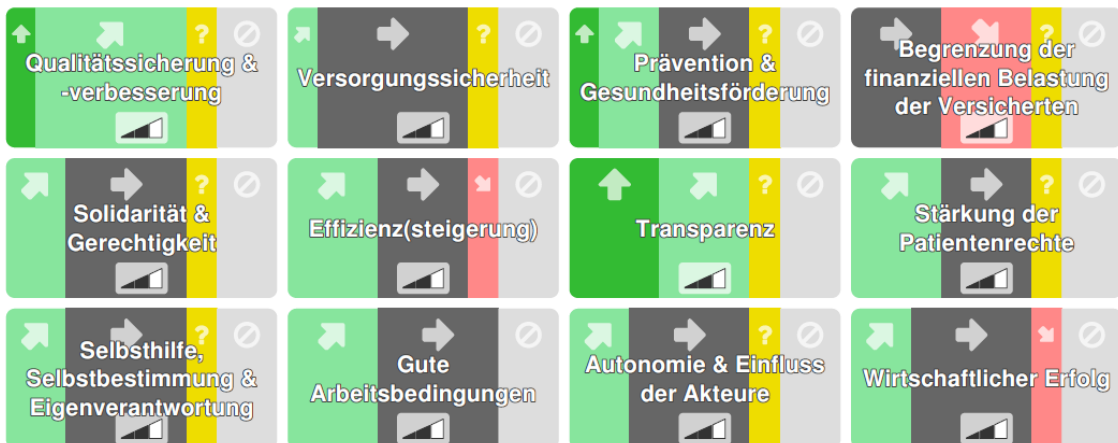 Qualitätssicherung &
-verbesserung
Versorgungssicherheit
Prävention &
Gesundheitsförderung
Begrenzung der
finanziellen Belastung
der Versicherten
Solidarität &
Gerechtigkeit
Effizienz(steigerung)
Transparenz
Stärkung der
Patientenrechte
Selbsthilfe,
Selbstbestimmung &
Eigenverantwortung
Gute
Arbeitsbedingungen
Autonomie & Einfluss
der Akteure
Wirtschaftlicher Erfolg